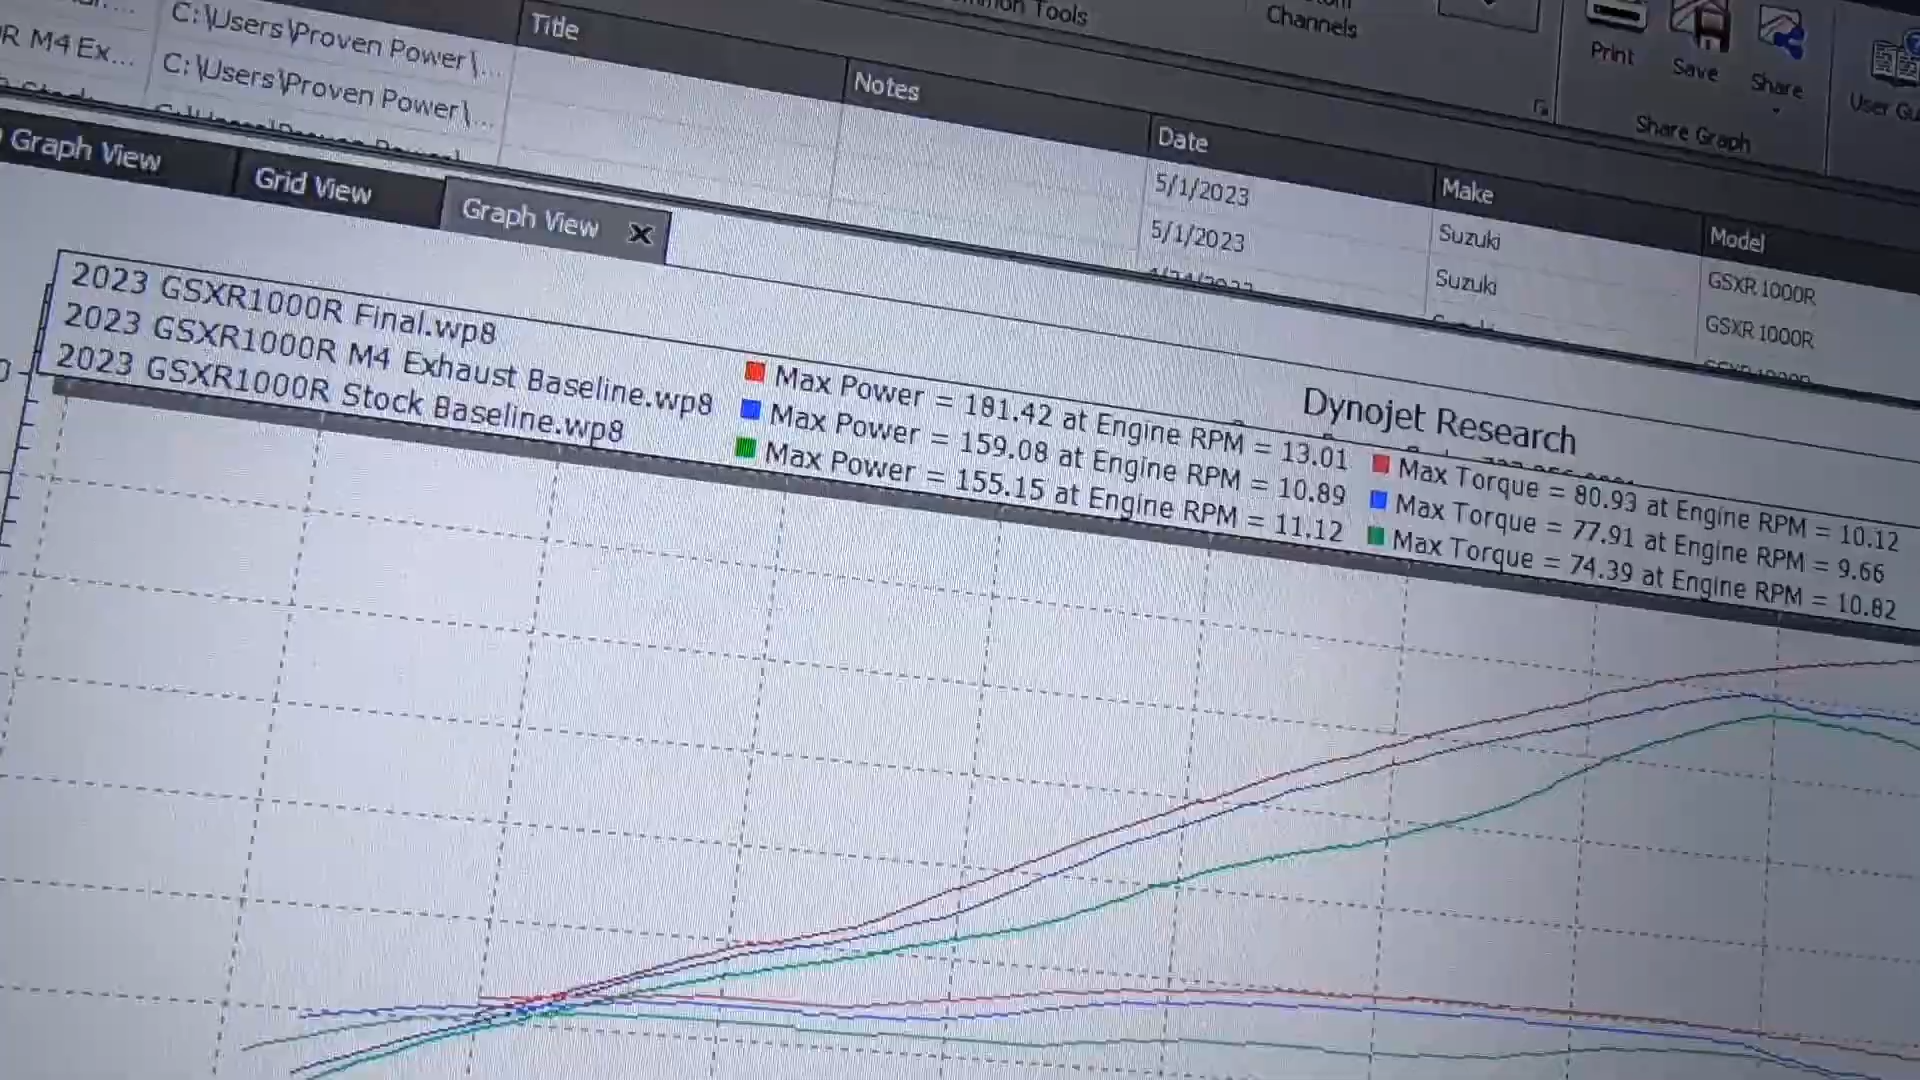 Tools
Channels
Print
Save
Share
Share Graph
C:\Users\Proven Power\...
Title
Notes
Date
Make
Model
R M4 Ex...
C:\Users\Proven Power\...
5/1/2023
Suzuki
GSXR1000R
5/1/2023
Suzuki
GSXR1000R
Graph View
Grid View
Graph View
2023 GSXR1000R Final.wp8
2023 GSXR1000R M4 Exhaust Baseline.wp8
2023 GSXR1000R Stock Baseline.wp8
Dynojet Research
Max Power = 181.42 at Engine RPM = 13.01
Max Torque = 80.93 at Engine RPM = 10.12
Max Power = 159.08 at Engine RPM = 10.89
Max Torque = 77.91 at Engine RPM = 9.66
Max Power = 155.15 at Engine RPM = 11.12
Max Torque = 74.39 at Engine RPM = 10.82